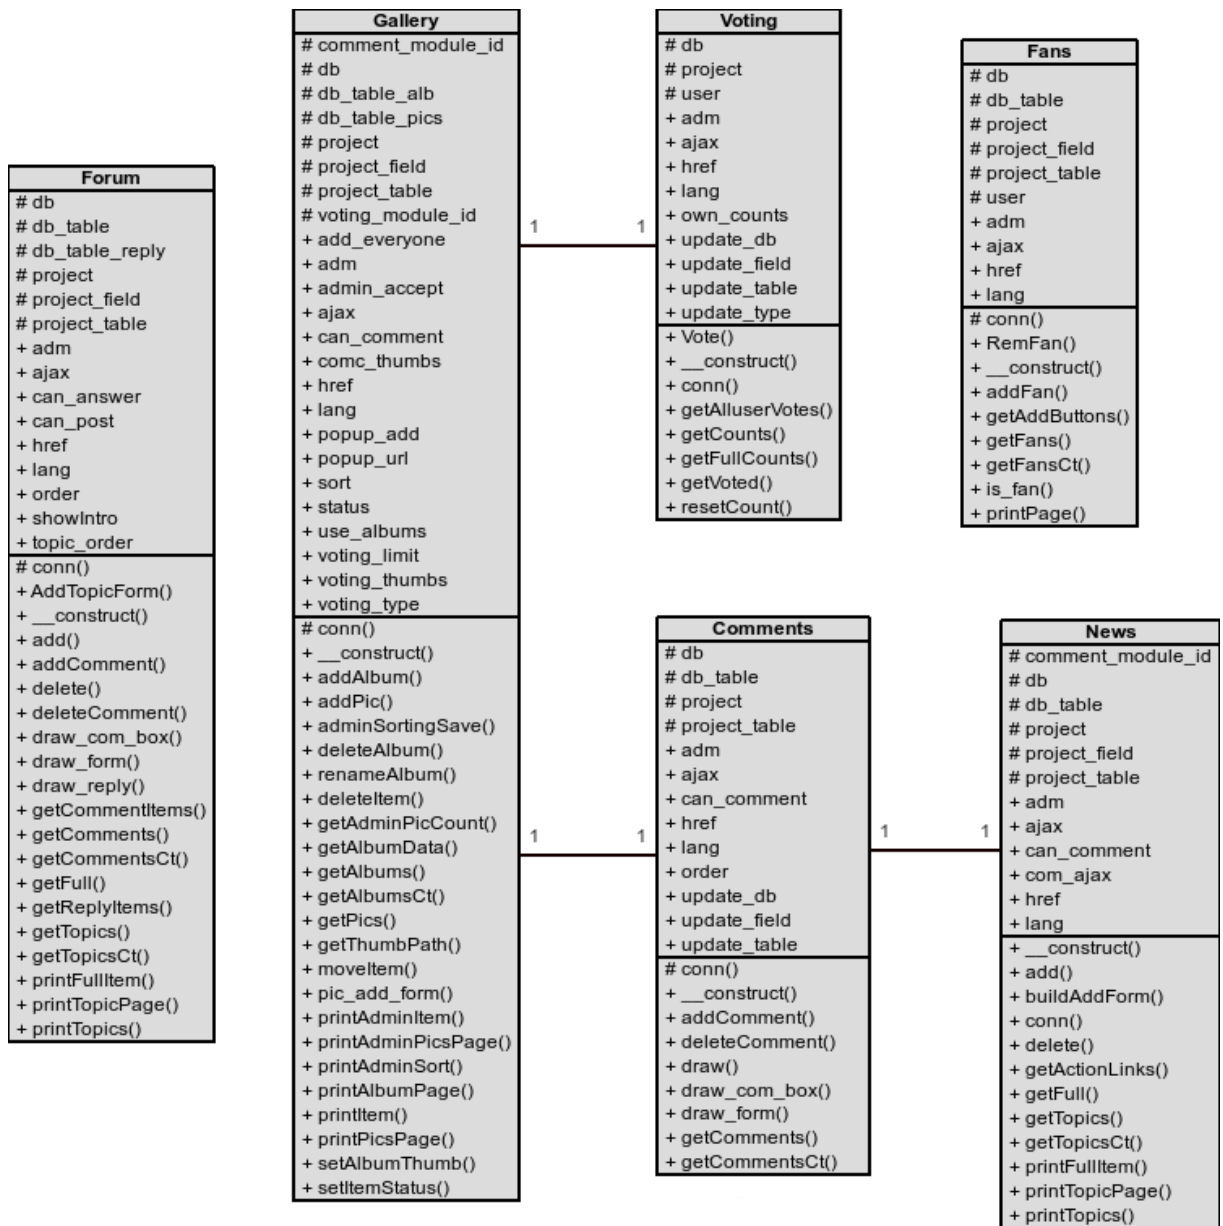 Forum
# db
# db_table
# db_table_reply
# project
# project_field
# project_table
+ adm
+ ajax
+ can_answer
+ can_post
+ href
+ lang
+ order
+ showIntro
+ topic_order
# conn()
+ AddTopicForm()
+ __construct()
+ add()
+ addComment()
+ delete()
+ deleteComment()
+ draw_com_box()
+ draw_form()
+ draw_reply()
+ getCommentItems()
+ getComments()
+ getCommentsCt()
+ getFull()
+ getReplyItems()
+ getTopics()
+ getTopicsCt()
+ printFullItem()
+ printTopicPage()
+ printTopics()
Gallery
# comment_module_id
# db
# db_table_alb
# db_table_pics
# project
# project_field
# project_table
# voting_module_id
+ add_everyone
+ adm
+ admin_accept
+ ajax
+ can_comment
+ comc_thumbs
+ href
+ lang
+ popup_add
+ popup_url
+ sort
+ status
+ use_albums
+ voting_limit
+ voting_thumbs
+ voting_type
# conn()
+ __construct()
+ addAlbum()
+ addPic()
+ adminSortingSave()
+ deleteAlbum()
+ renameAlbum()
+ deleteItem()
+ getAdminPicCount()
+ getAlbumData()
+ getAlbums()
+ getAlbumsCt()
+ getPics()
+ getThumbPath()
+ moveItem()
+ pic_add_form()
+ printAdminItem()
+ printAdminPicsPage()
+ printAdminSort()
+ printAlbumPage()
+ printItem()
+ printPicsPage()
+ setAlbumThumb()
+ setItemStatus()
1 1
1 1
Voting
# db
# project
# user
+ adm
+ ajax
+ href
+ lang
+ own_counts
+ update_db
+ update_field
+ update_table
+ update_type
+ Vote()
+ __construct()
+ conn()
+ getAlluserVotes()
+ getCounts()
+ getFullCounts()
+ getVoted()
+ resetCount()
Comments
# db
# db_table
# project
# project_table
+ adm
+ ajax
+ can_comment
+ href
+ lang
+ order
+ update_db
+ update_field
+ update_table
# conn()
+ __construct()
+ addComment()
+ deleteComment()
+ draw()
+ draw_com_box()
+ draw_form()
+ getComments()
+ getCommentsCt()
1 1
Fans
# db
# db_table
# project
# project_field
# project_table
# user
+ adm
+ ajax
+ href
+ lang
# conn()
+ RemFan()
+ __construct()
+ addFan()
+ getAddButtons()
+ getFans()
+ getFansCt()
+ is_fan()
+ printPage()
News
# comment_module_id
# db
# db_table
# project
# project_field
# project_table
+ adm
+ ajax
+ can_comment
+ com_ajax
+ href
+ lang
+ __construct()
+ add()
+ buildAddForm()
+ conn()
+ delete()
+ getActionLinks()
+ getFull()
+ getTopics()
+ getTopicsCt()
+ printFullItem()
+ printTopicPage()
+ printTopics()